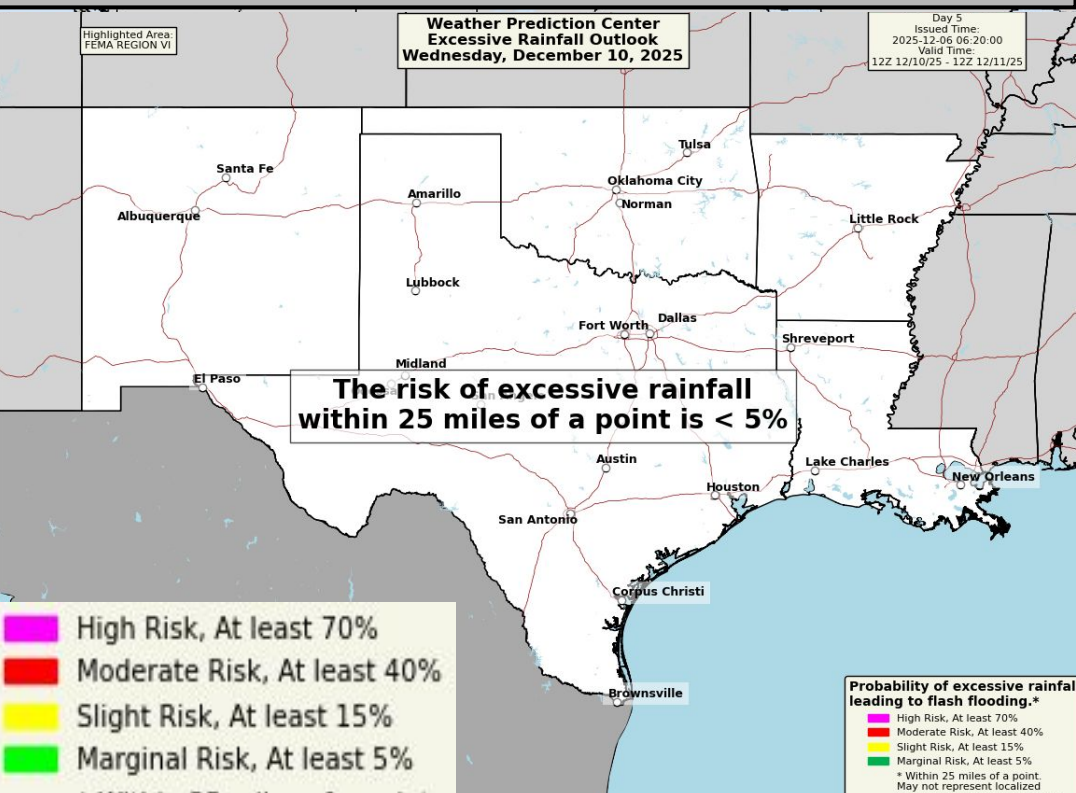 Highlighted Area:
FEMA REGION VI
Weather Prediction Center
Excessive Rainfall Outlook
Wednesday, December 10, 2025
Day 5
Issued Time:
2025-12-06 06:20:00
Valid Time:
12Z 12/10/25 - 12Z 12/11/25
Tulsa
Santa Fe
Oklahoma City
Amarillo
Norman
Albuquerque
Little Rock
Lubbock
Dallas
Fort Worth
Shreveport
Midland
El Paso
The risk of excessive rainfall
within 25 miles of a point is < 5%
Austin
Lake Charles
New Orleans
Houston
San Antonio
Corpus Christi
Brownsville
High Risk, At least 70%
Moderate Risk, At least 40%
Slight Risk, At least 15%
Marginal Risk, At least 5%
Probability of excessive rainfal
leading to flash flooding.*
High Risk, At least 70%
Moderate Risk, At least 40%
Slight Risk, At least 15%
Marginal Risk, At least 5%
* Within 25 miles of a point.
May not represent localized